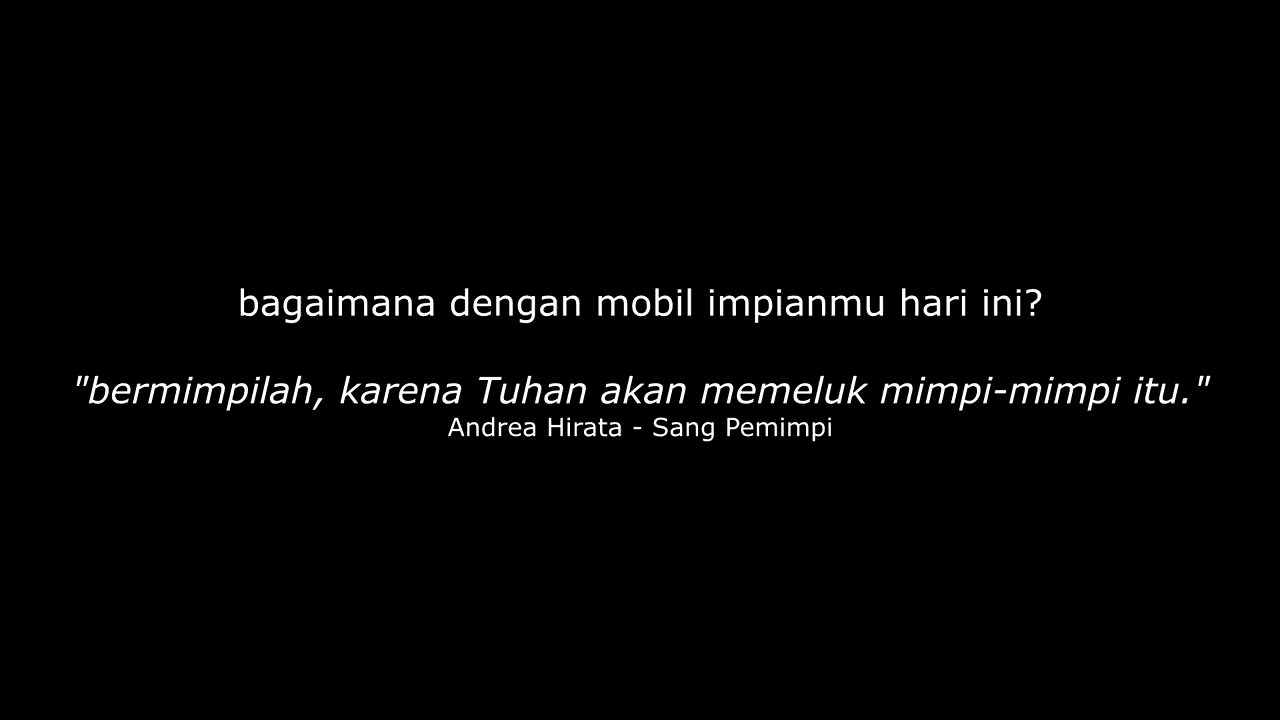 bagaimana dengan mobil impianmu hari ini?
"bermimpilah, karena Tuhan akan memeluk mimpi-mimpi itu."
Andrea Hirata - Sang Pemimpi